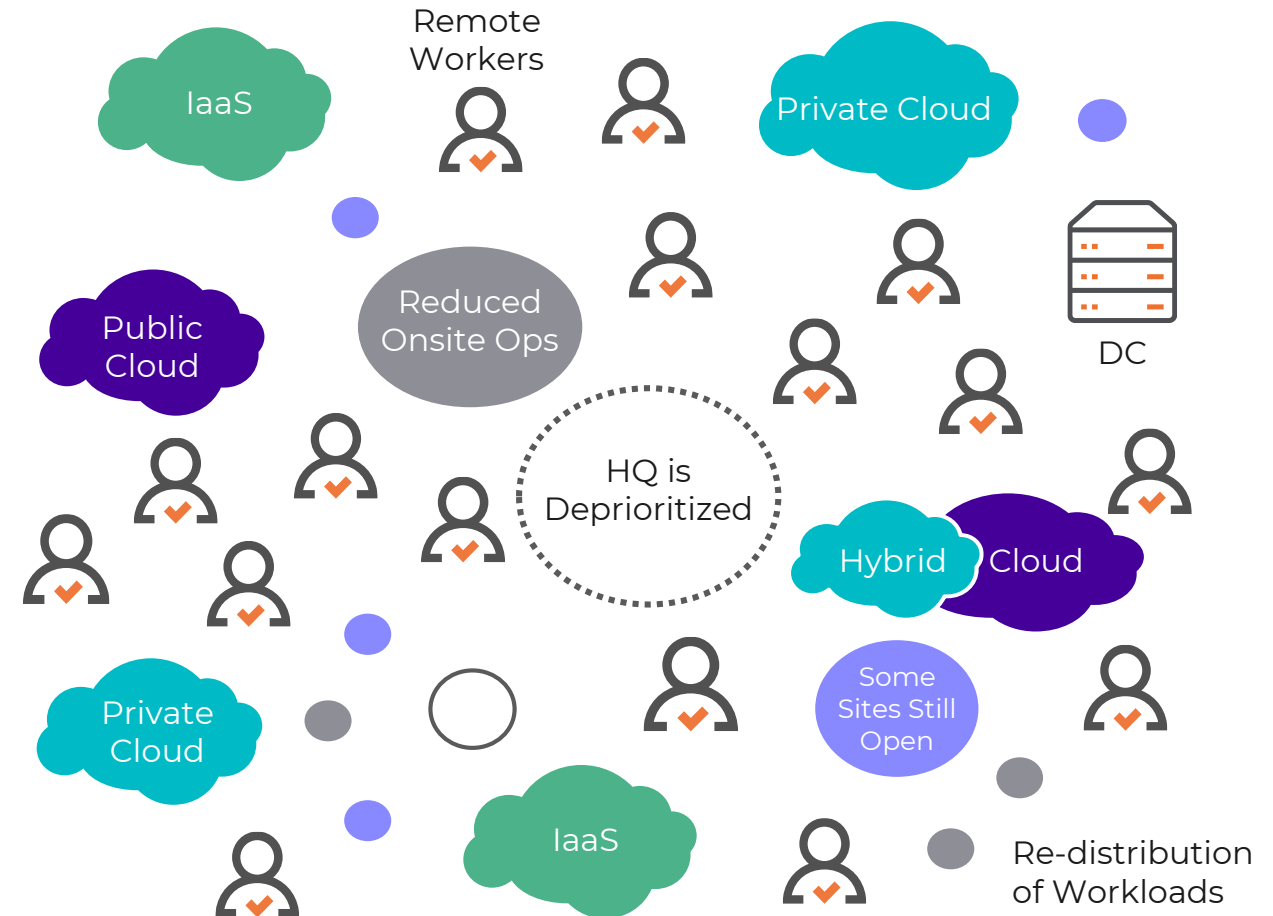 Remote
Workers
IaaS
Private Cloud
Reduced
Onsite Ops
Public
Cloud
DC
HQ is
Deprioritized
Hybrid
Cloud
Some
Sites Still
Open
Private
Cloud
IaaS
Re-distribution
of Workloads